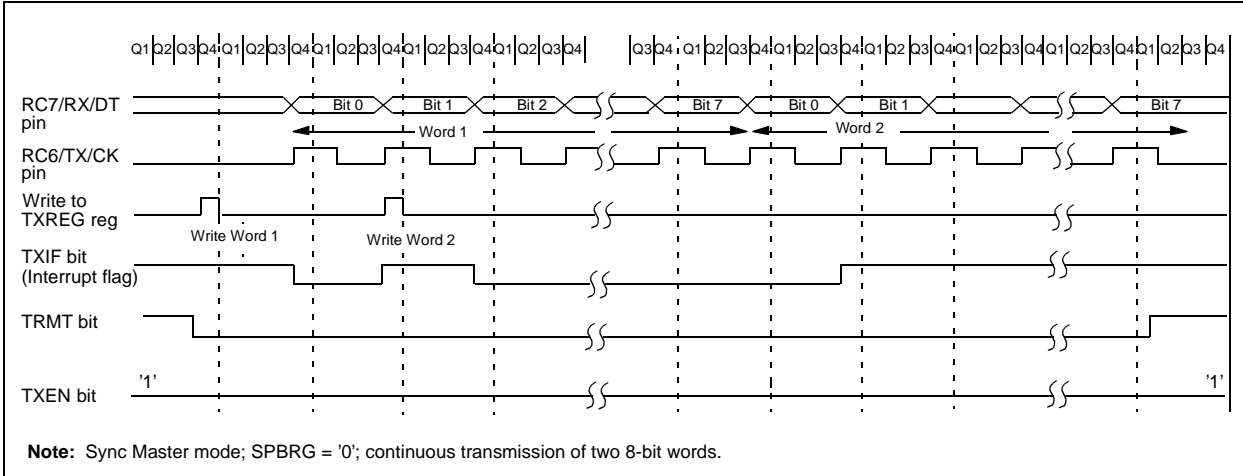 Q1 Q2 Q3 Q4 Q1 Q2 Q3 Q4 Q1 Q2 Q3 Q4 Q1 Q2 Q3 Q4 Q1 Q2 Q3 Q4 Q3 Q4 Q1 Q2 Q3 Q4 Q1 Q2 Q3 Q4 Q1 Q2 Q3 Q4 Q1 Q2 Q3 Q4 Q1 Q2 Q3 Q4 Q1 Q2 Q3 Q4
RC7/RX/DT
pin
Bit 0 Bit 1 Bit 2 Bit 7 Bit 0 Bit 1 Bit 7
Word 1 Word 2
RC6/TX/CK
pin
Write to
TXREG reg
Write Word 1 Write Word 2
TXIF bit
(Interrupt flag)
TRMT bit
'1' '1'
TXEN bit
Note: Sync Master mode; SPBRG = '0'; continuous transmission of two 8-bit words.